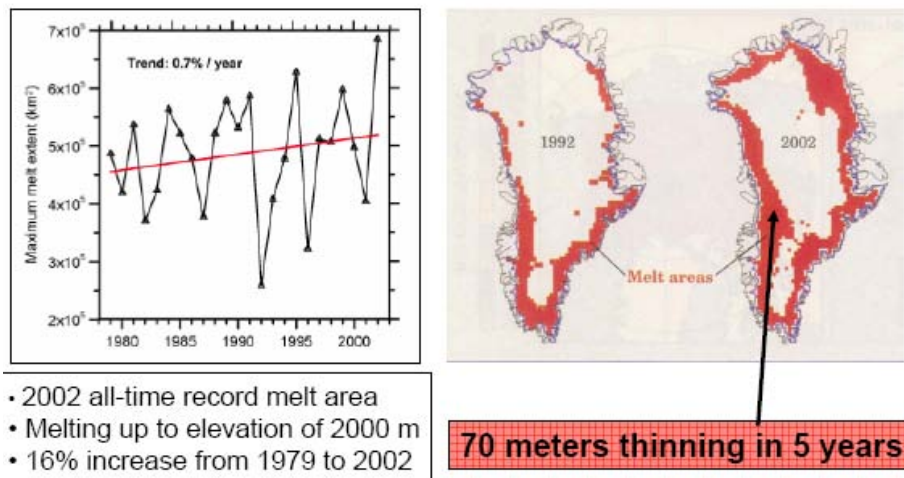 7x10⁵
6x10⁵
5x10⁵
4x10⁵
3x10⁵
2x10⁵
Maximum melt extent (km²)
Trend: 0.7% / year
1980 1985 1990 1995 2000
1992
2002
Melt areas
• 2002 all-time record melt area
• Melting up to elevation of 2000 m
• 16% increase from 1979 to 2002
70 meters thinning in 5 years